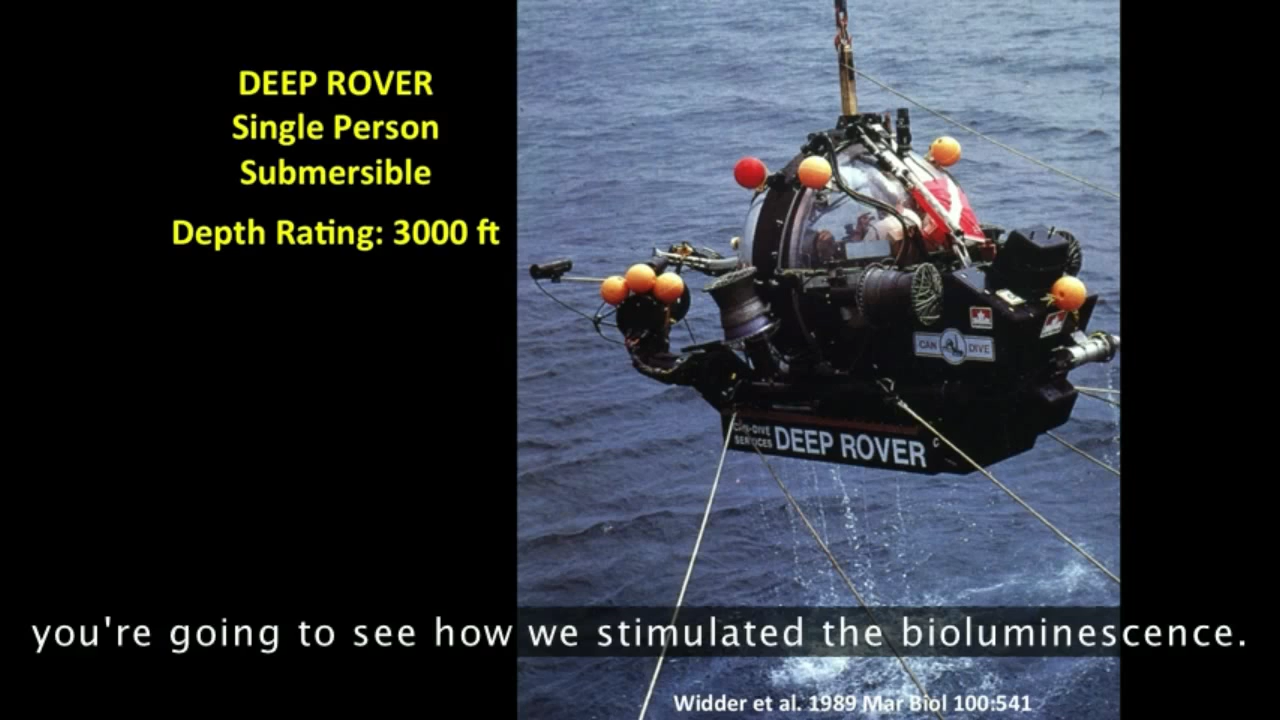 DEEP ROVER
Single Person
Submersible
Depth Rating: 3000 ft
CAN DIVE
CAN-DIVE
SERVICES
DEEP ROVER
you're going to see how we stimulated the bioluminescence.
Widder et al. 1989 Mar Biol 100:541